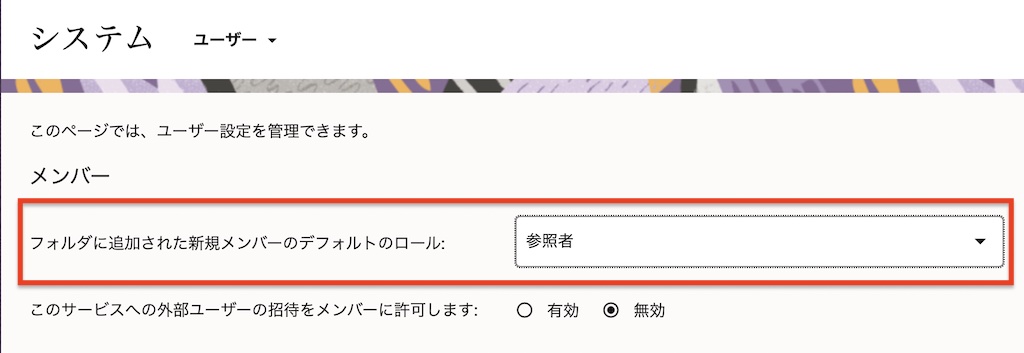 システム ユーザー
このページでは、ユーザー設定を管理できます。
メンバー
フォルダに追加された新規メンバーのデフォルトのロール: 参照者
このサービスへの外部ユーザーの招待をメンバーに許可します: 有効 無効